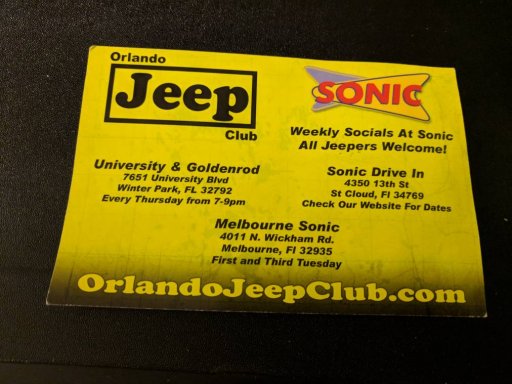 Orlando
Jeep
Club
SONIC
Weekly Socials At Sonic
All Jeepers Welcome!
University & Goldenrod
7651 University Blvd
Winter Park, FL 32792
Every Thursday from 7-9pm
Sonic Drive In
4350 13th St
St Cloud, Fl 34769
Check Our Website For Dates
Melbourne Sonic
4011 N. Wickham Rd.
Melbourne, Fl 32935
First and Third Tuesday
OrlandoJeepClub.com